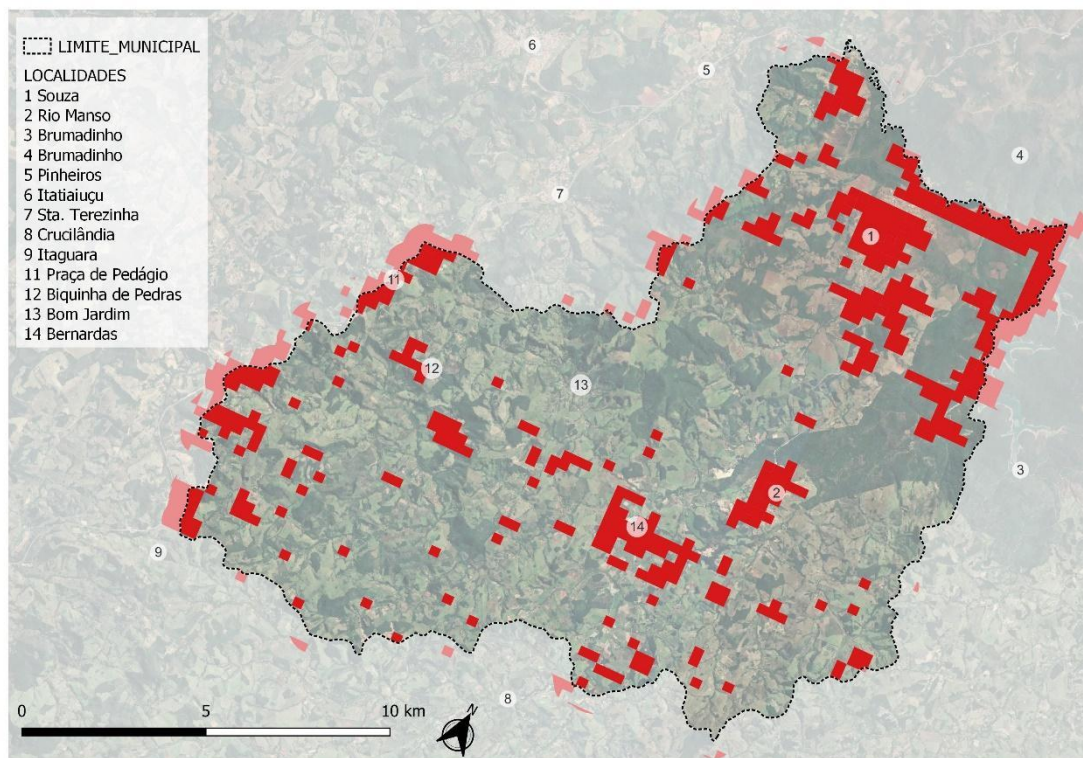 LIMITE_MUNICIPAL
LOCALIDADES
1 Souza
2 Rio Manso
3 Brumadinho
4 Brumadinho
5 Pinheiros
6 Itatiaiuçu
7 Sta. Terezinha
8 Crucilândia
9 Itaguara
11 Praça de Pedágio
12 Biquinha de Pedras
13 Bom Jardim
14 Bernardas
6
5
4
7
1
11
12
13
2
3
14
9
8
0 5 10 km
N